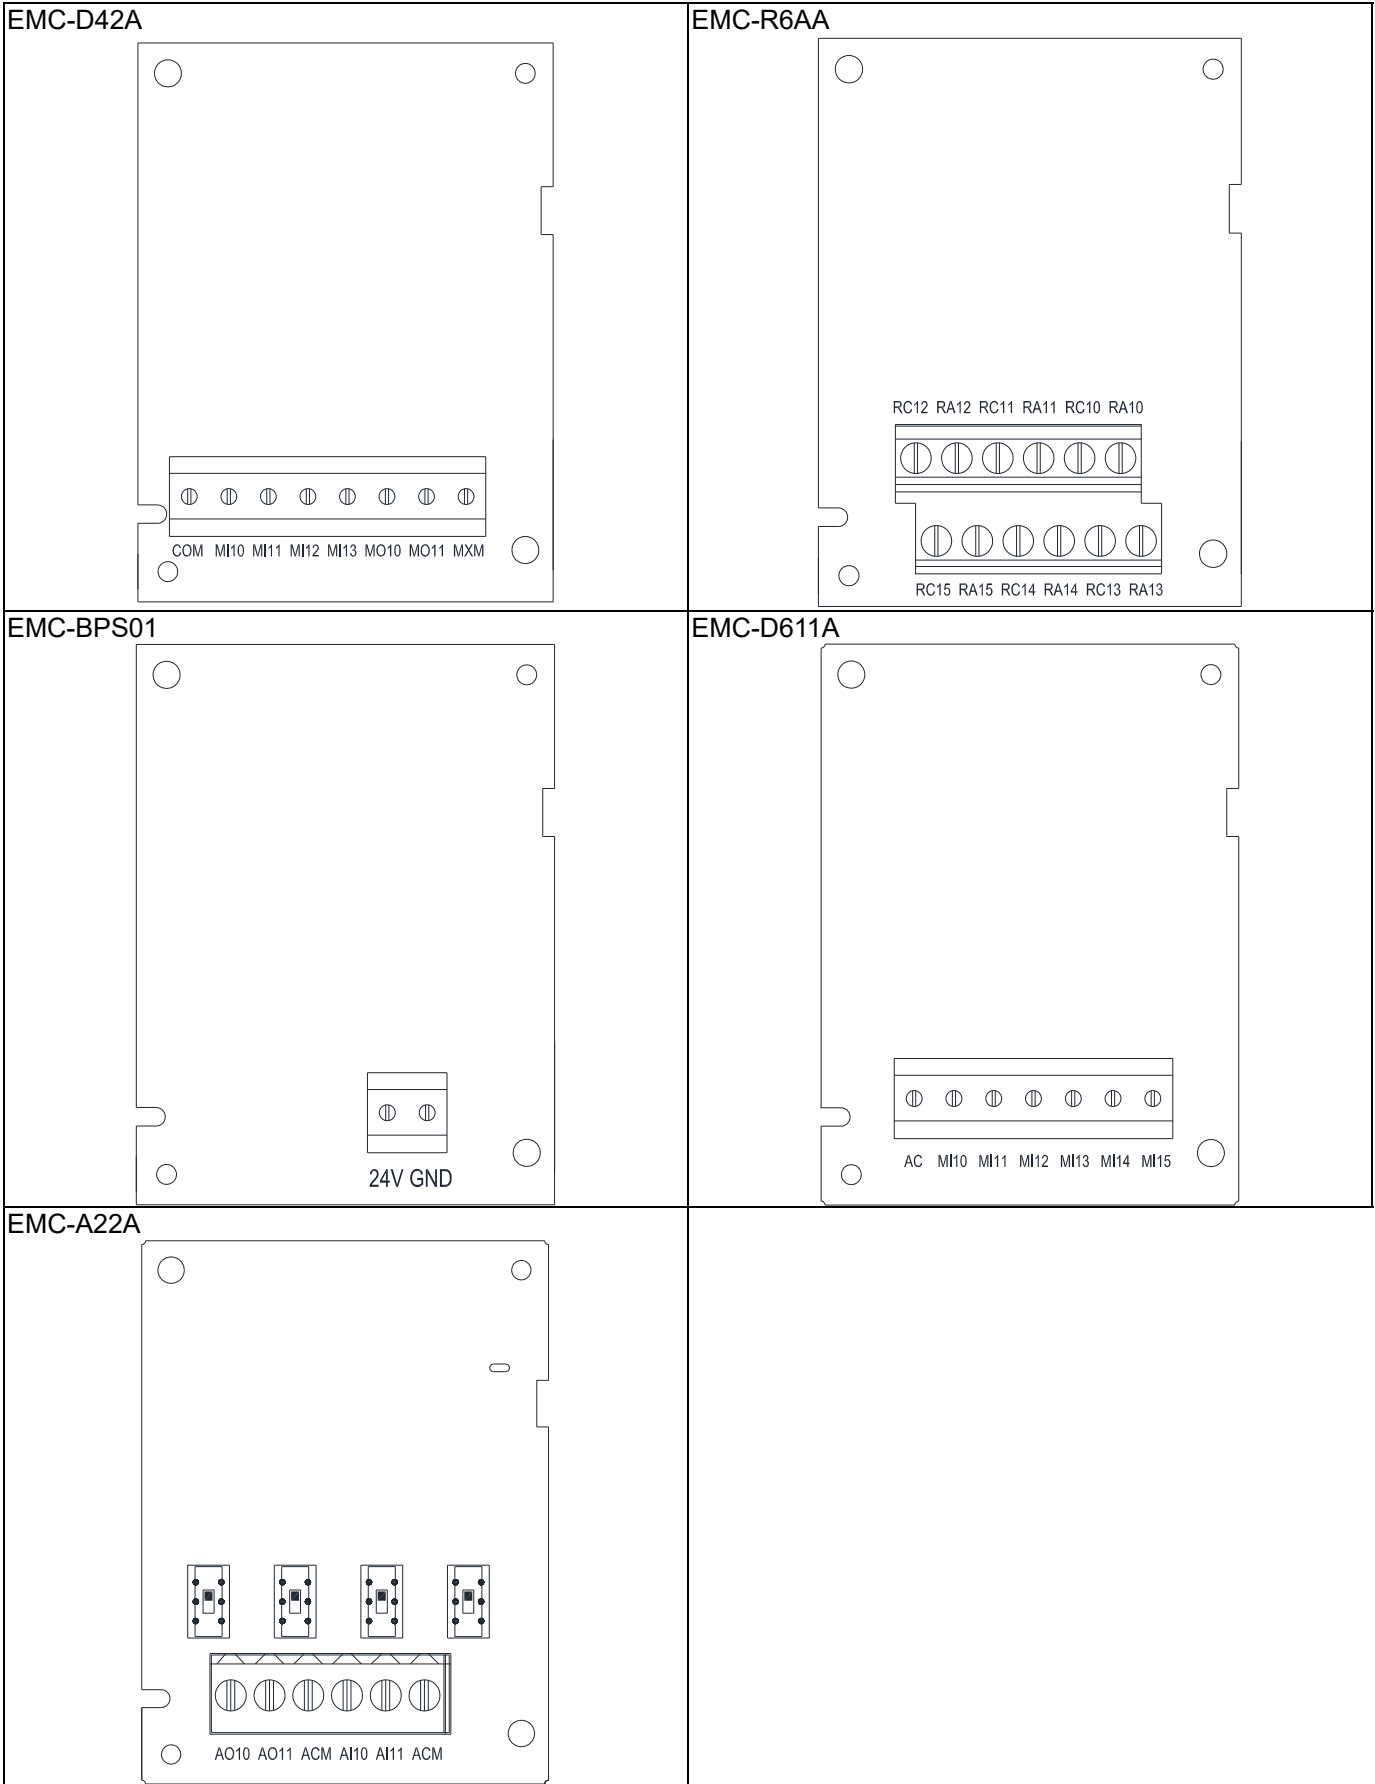 EMC-D42A
COM MI10 MI11 MI12 MI13 MO10 MO11 MXM
EMC-R6AA
RC12 RA12 RC11 RA11 RC10 RA10
RC15 RA15 RC14 RA14 RC13 RA13
EMC-BPS01
24V GND
EMC-D611A
AC MI10 MI11 MI12 MI13 MI14 MI15
EMC-A22A
AO10 AO11 ACM AI10 AI11 ACM